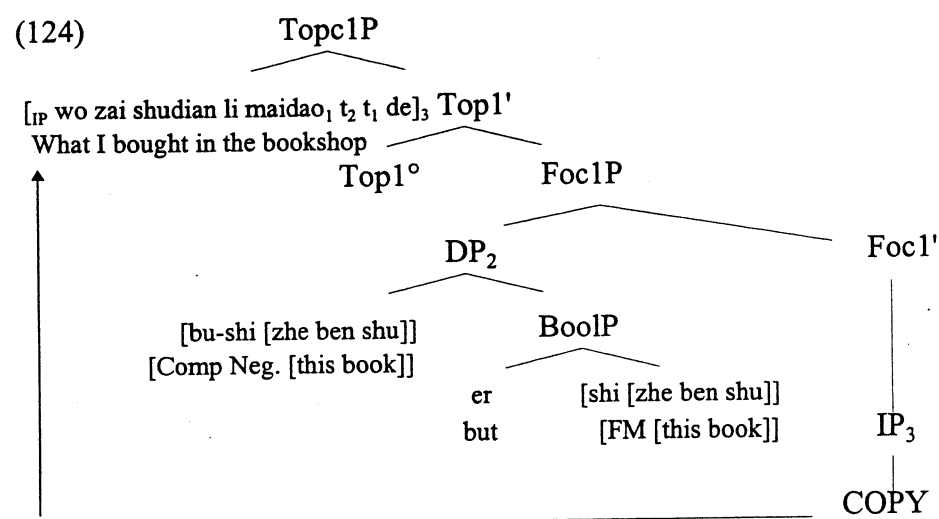 (124) Topc1P
[IP wo zai shudian li maidao1 t2 t1 de]3 Top1'
What I bought in the bookshop
Top1° Foc1P
DP2 Foc1'
[bu-shi [zhe ben shu]] BoolP
[Comp Neg. [this book]]
er [shi [zhe ben shu]]
but [FM [this book]] IP3
COPY